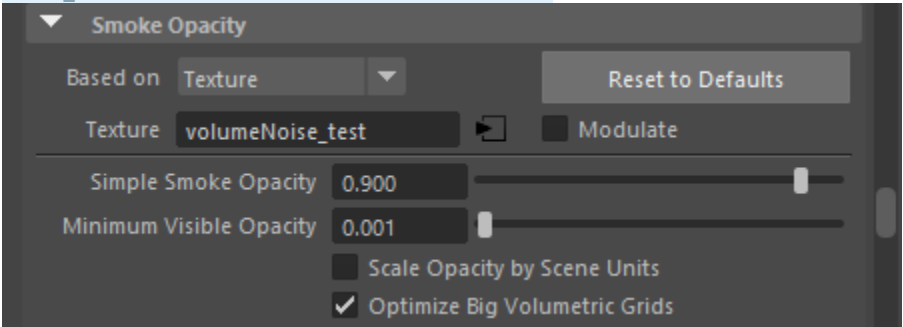 Smoke Opacity
Based on Texture Reset to Defaults
Texture volumeNoise_test Modulate
Simple Smoke Opacity 0.900
Minimum Visible Opacity 0.001
Scale Opacity by Scene Units
Optimize Big Volumetric Grids